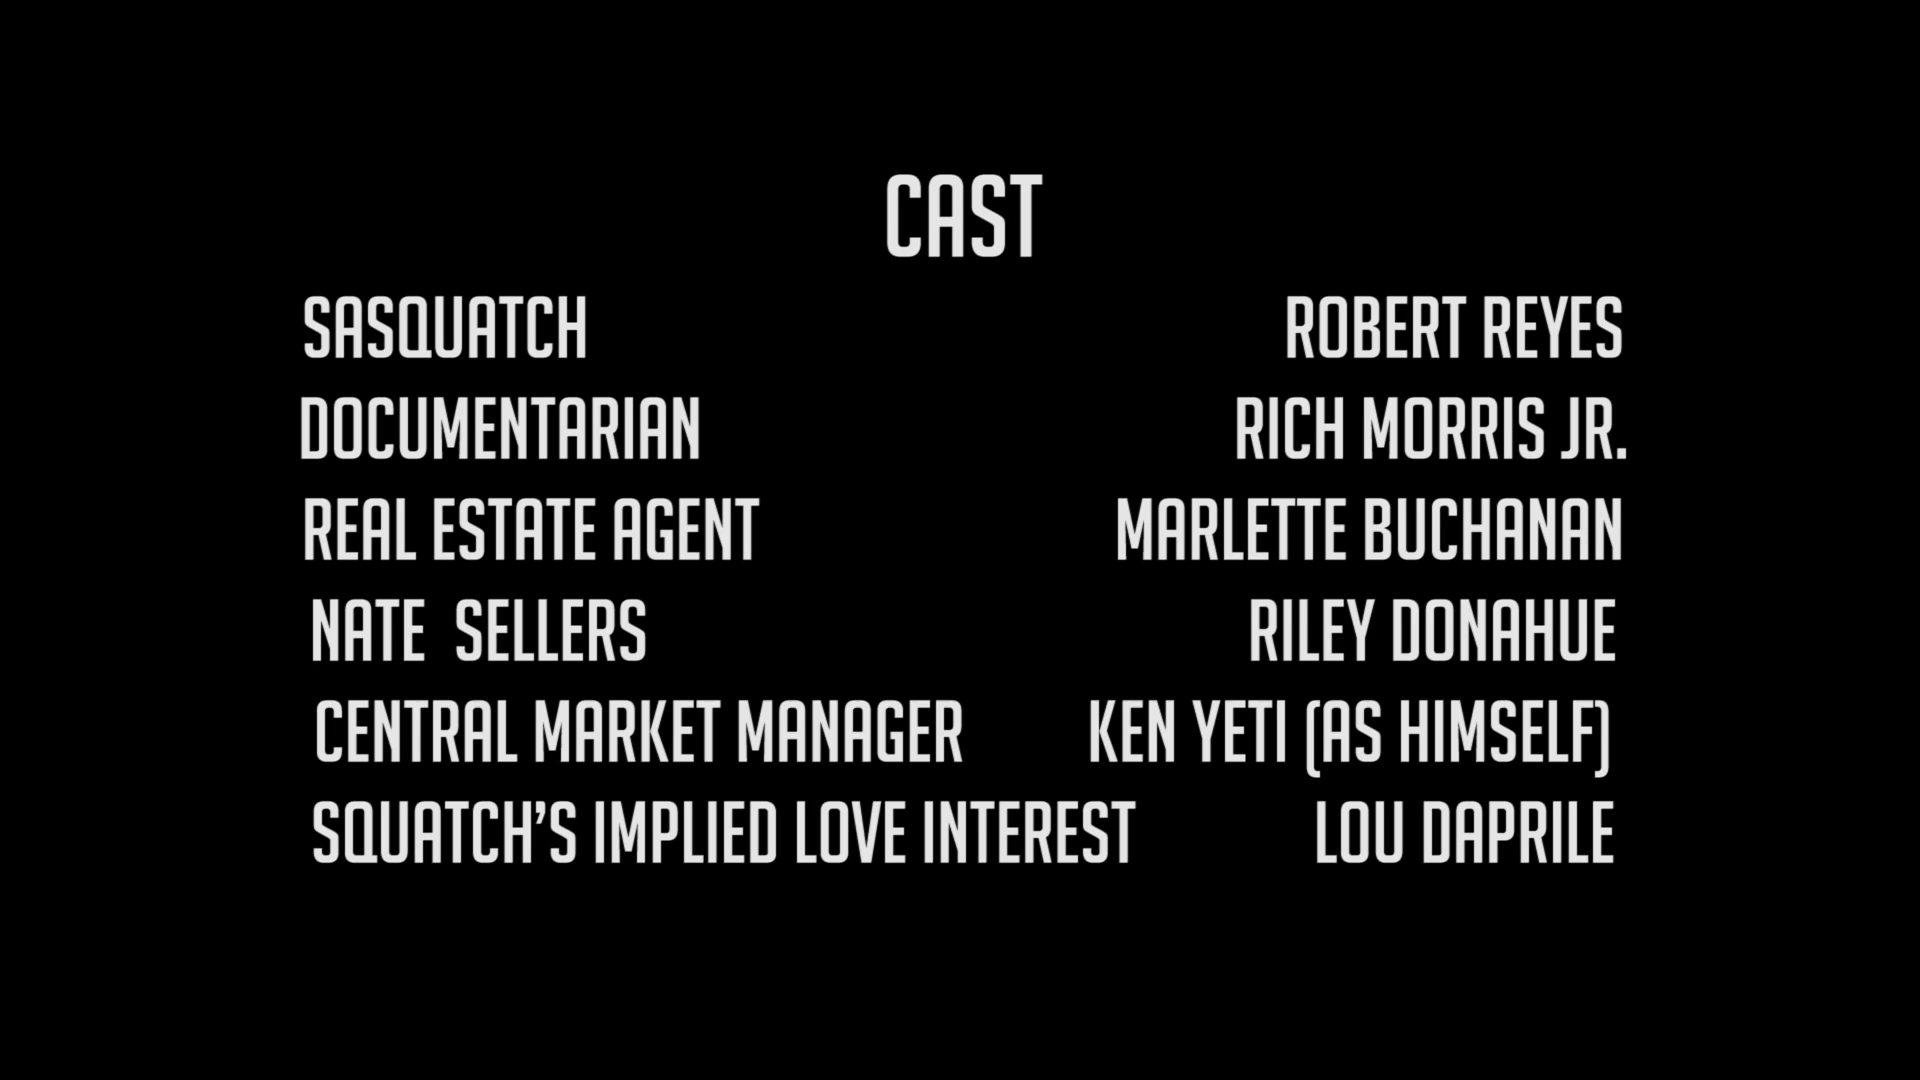 CAST
SASQUATCH ROBERT REYES
DOCUMENTARIAN RICH MORRIS JR.
REAL ESTATE AGENT MARLETTE BUCHANAN
NATE  SELLERS RILEY DONAHUE
CENTRAL MARKET MANAGER KEN YETI (AS HIMSELF)
SQUATCH'S IMPLIED LOVE INTEREST LOU DAPRILE